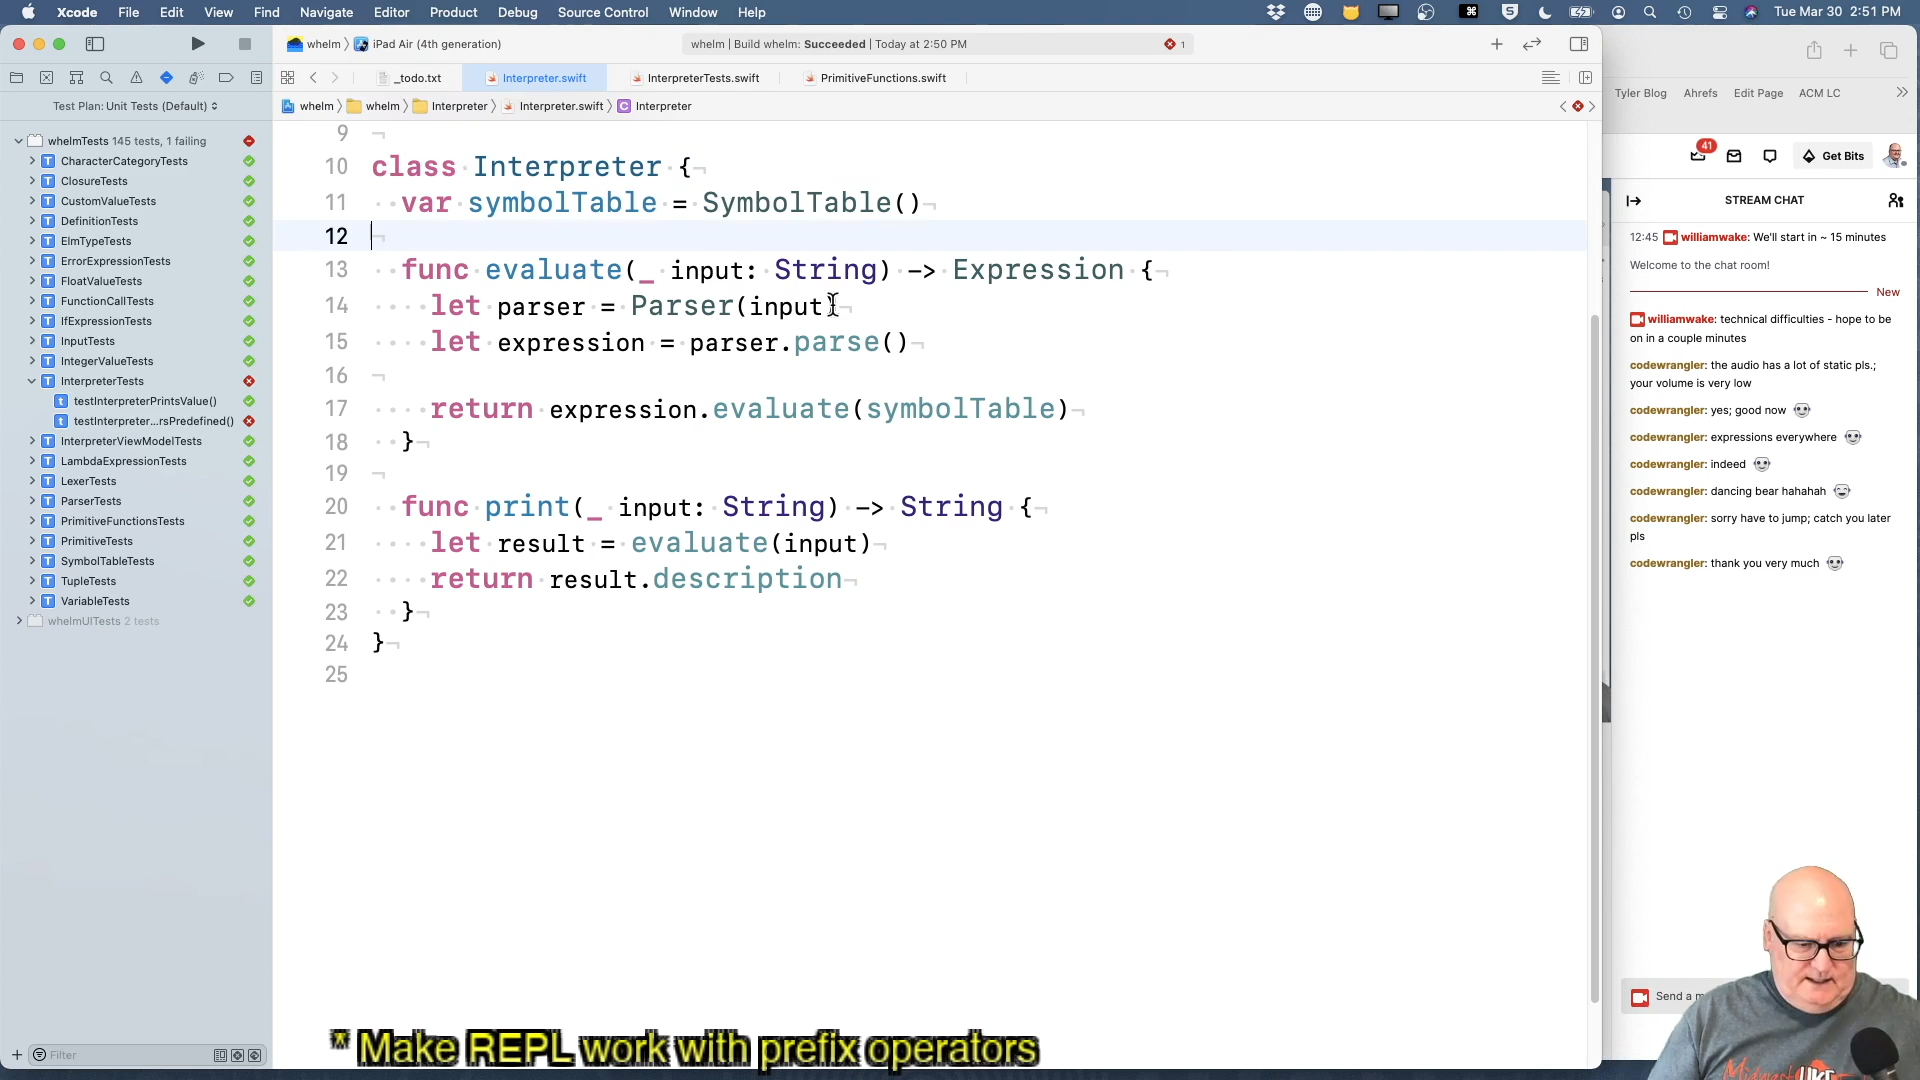 Xcode File Edit View Find Navigate Editor Product Debug Source Control Window Help
Tue Mar 30 2:51 PM
whelm iPad Air (4th generation)
whelm | Build whelm: Succeeded | Today at 2:50 PM
1
_todo.txt Interpreter.swift InterpreterTests.swift PrimitiveFunctions.swift
Test Plan: Unit Tests (Default)
whelm whelm Interpreter Interpreter.swift C Interpreter
whelmTests 145 tests, 1 failing
T CharacterCategoryTests
T ClosureTests
T CustomValueTests
T DefinitionTests
T ElmTypeTests
T ErrorExpressionTests
T FloatValueTests
T FunctionCallTests
T IfExpressionTests
T InputTests
T IntegerValueTests
T InterpreterTests
t testInterpreterPrintsValue()
t testInterpreter...rsPredefined()
T InterpreterViewModelTests
T LambdaExpressionTests
T LexerTests
T ParserTests
T PrimitiveFunctionsTests
T PrimitiveTests
T SymbolTableTests
T TupleTests
T VariableTests
whelmUITests 2 tests
Filter
9
10 class Interpreter {
11 var symbolTable = SymbolTable()
12
13 func evaluate(_ input: String) -> Expression {
14 let parser = Parser(input)
15 let expression = parser.parse()
16
17 return expression.evaluate(symbolTable)
18 }
19
20 func print(_ input: String) -> String {
21 let result = evaluate(input)
22 return result.description
23 }
24 }
25
* Make REPL work with prefix operators
Tyler Blog Ahrefs Edit Page ACM LC
41
Get Bits
STREAM CHAT
12:45 williamwake: We'll start in ~ 15 minutes
Welcome to the chat room!
New
williamwake: technical difficulties - hope to
be on in a couple minutes
codewrangler: the audio has a lot of static pls.;
your volume is very low
codewrangler: yes; good now
codewrangler: expressions everywhere
codewrangler: indeed
codewrangler: dancing bear hahahah
codewrangler: sorry have to jump; catch you later
pls
codewrangler: thank you very much
Send a m